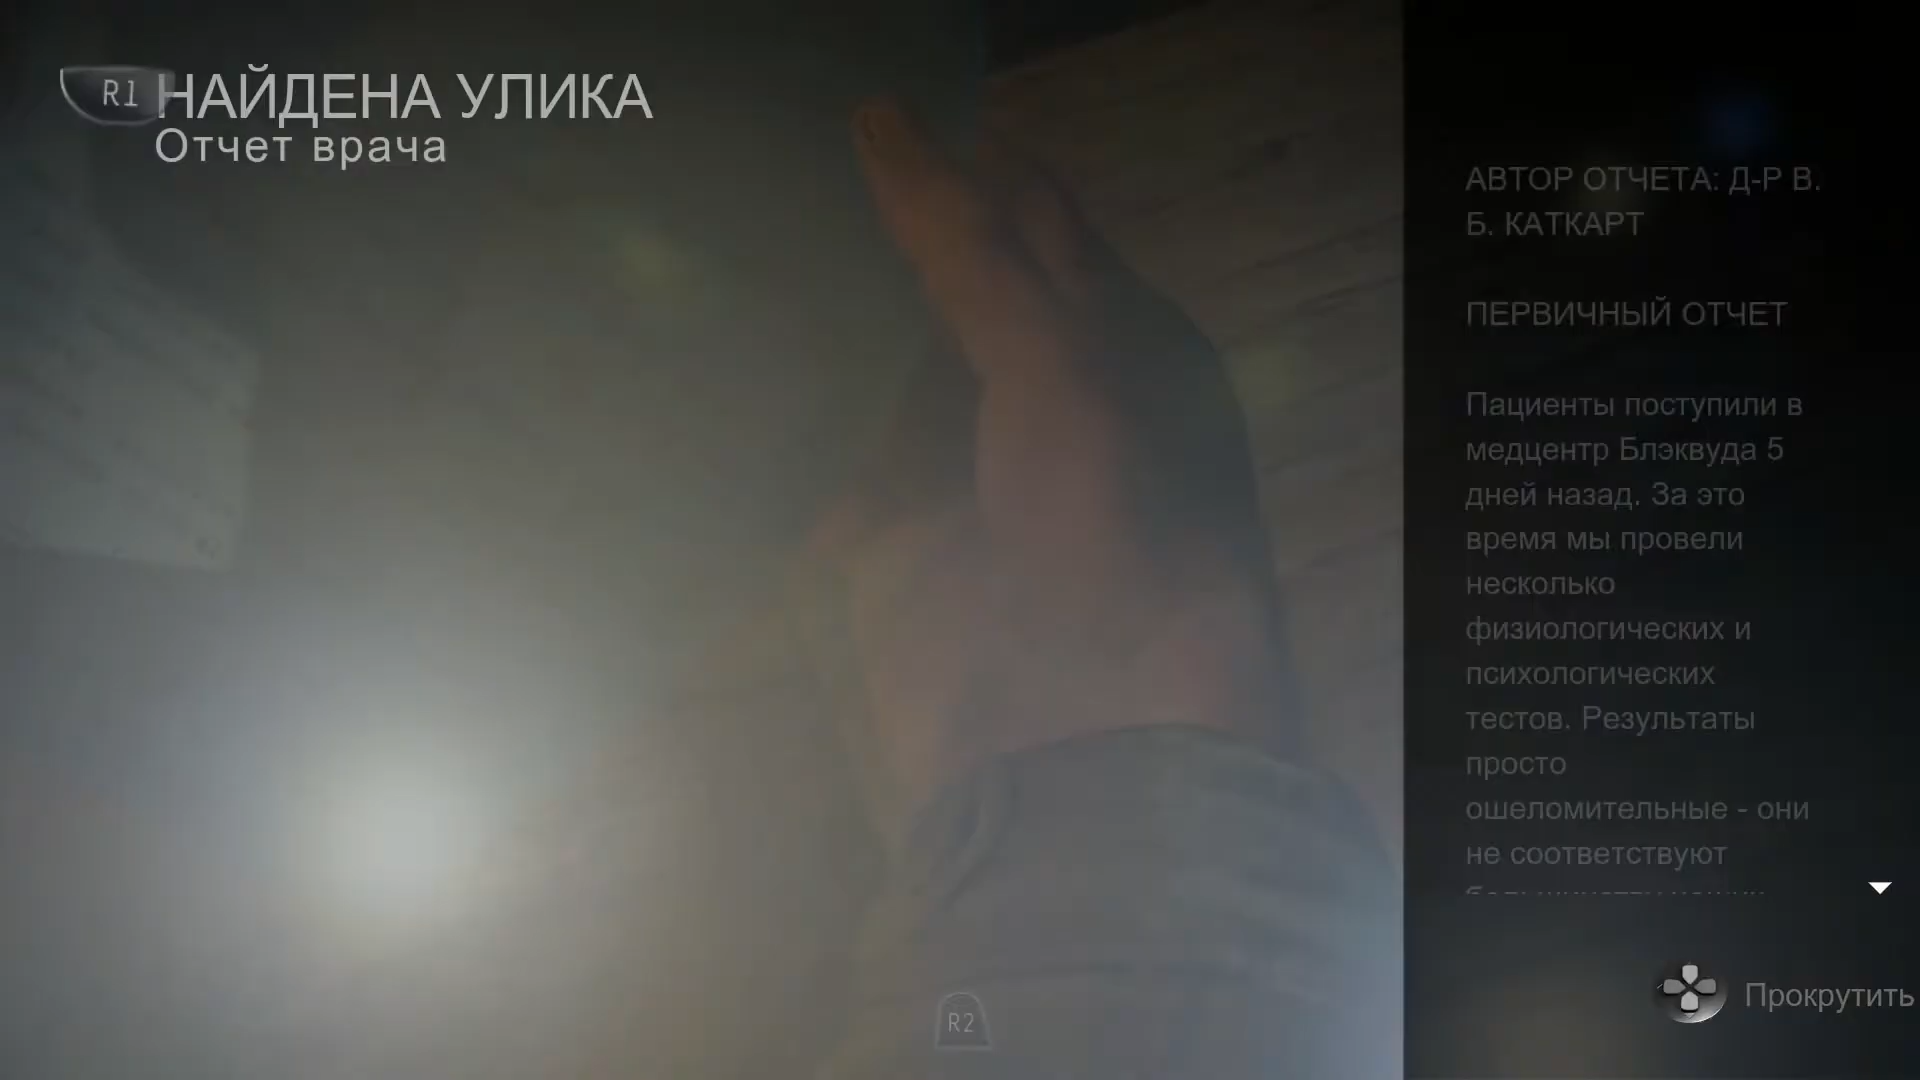 R1 НАЙДЕНА УЛИКА
Отчет врача
АВТОР ОТЧЕТА: Д-Р В.
Б. КАТКАРТ
ПЕРВИЧНЫЙ ОТЧЕТ
Пациенты поступили в
медцентр Блэквуда 5
дней назад. За это
время мы провели
несколько
физиологических и
психологических
тестов. Результаты
просто
ошеломительные - они
не соответствуют
Прокрутить
R2